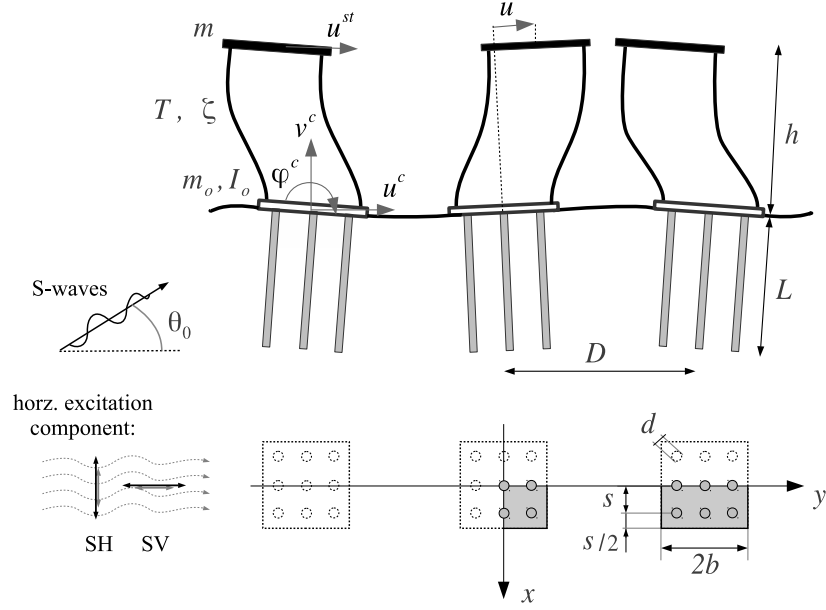 m
u^{st}
u
T , ζ
h
v^c
φ^c
m_o , I_o
u^c
S-waves
θ_0
L
D
horz. excitation
component:
d
s
y
SH
SV
s/2
2b
x